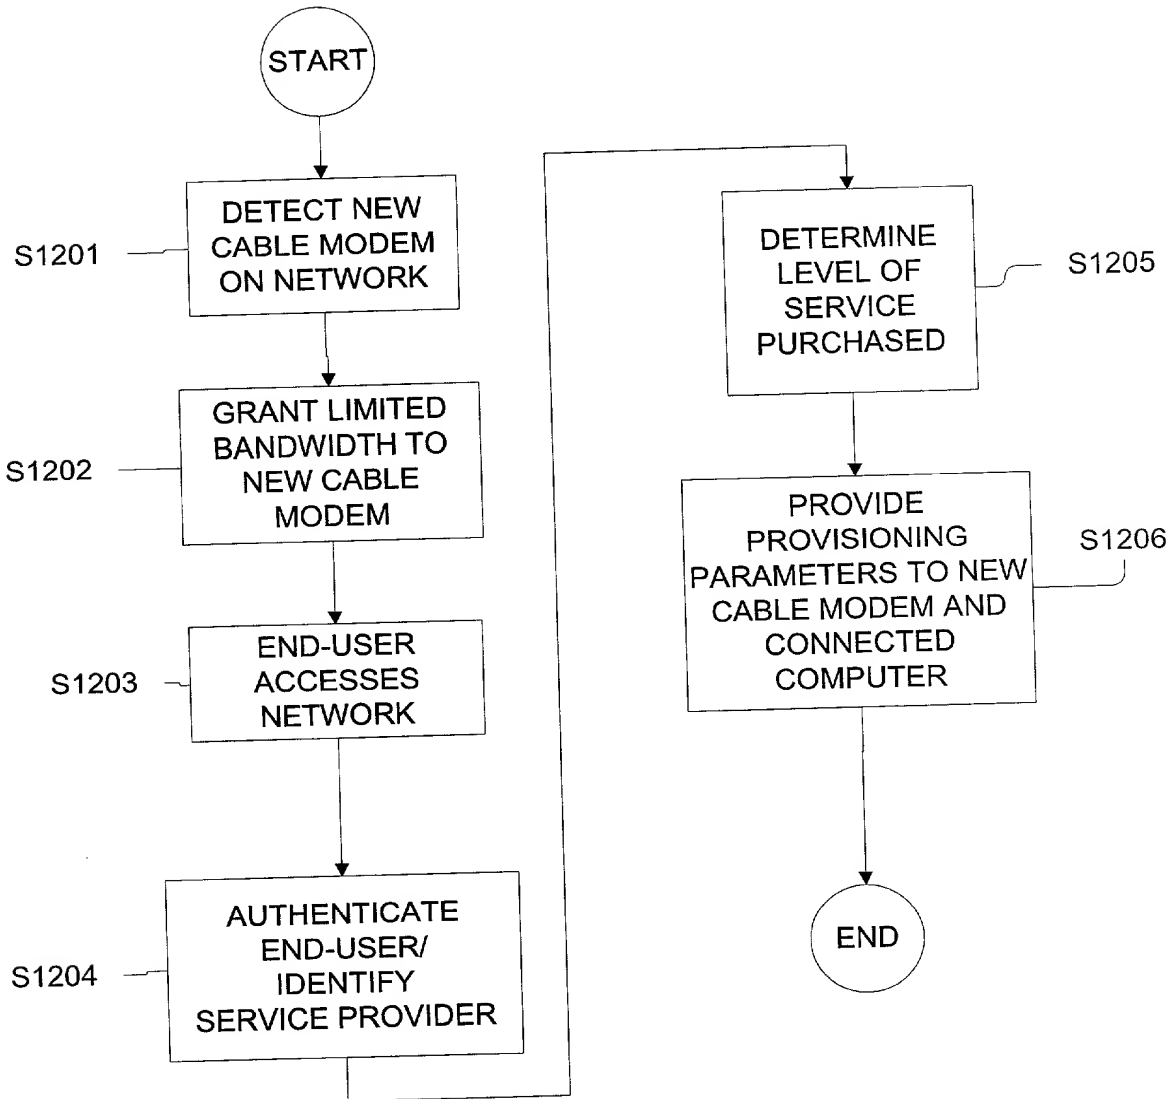 START
S1201
DETECT NEW
CABLE MODEM
ON NETWORK
S1202
GRANT LIMITED
BANDWIDTH TO
NEW CABLE
MODEM
S1203
END-USER
ACCESSES
NETWORK
S1204
AUTHENTICATE
END-USER/
IDENTIFY
SERVICE PROVIDER
DETERMINE
LEVEL OF
SERVICE
PURCHASED
S1205
PROVIDE
PROVISIONING
PARAMETERS TO NEW
CABLE MODEM AND
CONNECTED
COMPUTER
S1206
END